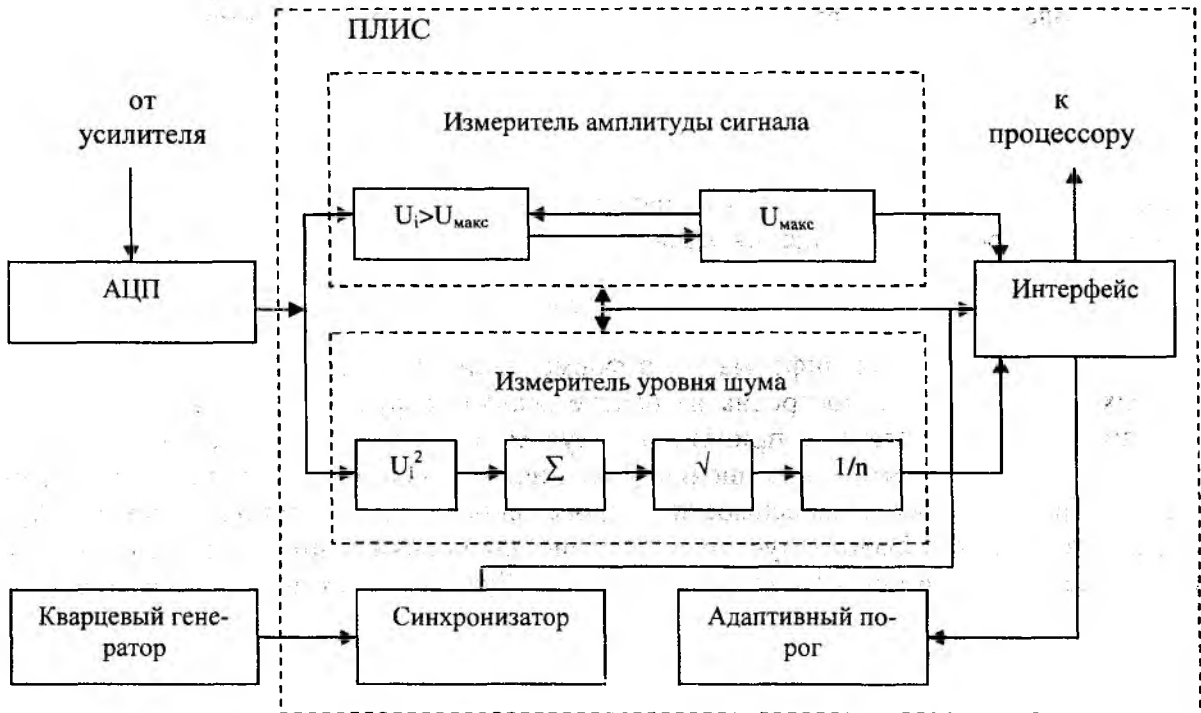 ПЛИС
от
усилителя
Измеритель амплитуды сигнала
к
процессору
Uᵢ>Uмакс
Uмакс
АЦП
Интерфейс
Измеритель уровня шума
Uᵢ²
Σ
√
1/n
Кварцевый гене-
ратор
Синхронизатор
Адаптивный по-
рог